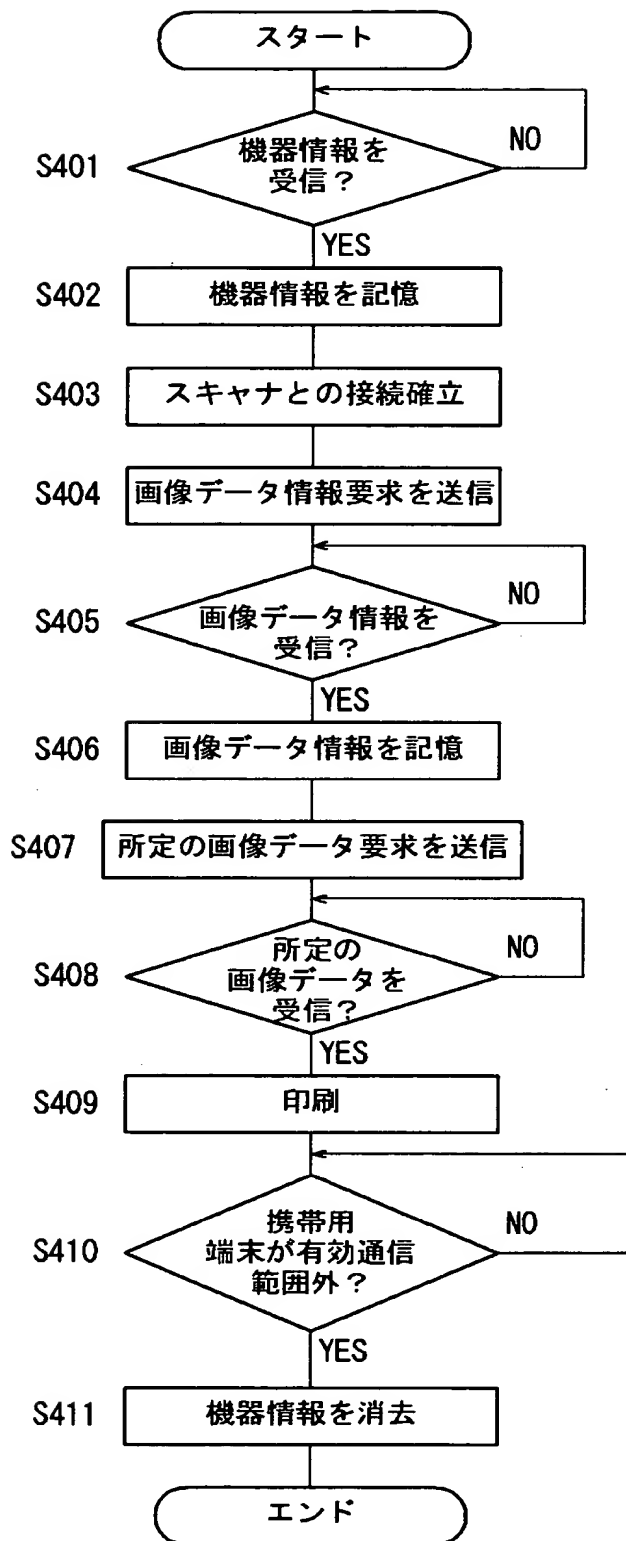 スタート
S401
機器情報を
受信？
NO
YES
S402
機器情報を記憶
S403
スキャナとの接続確立
S404
画像データ情報要求を送信
S405
画像データ情報を
受信？
NO
YES
S406
画像データ情報を記憶
S407
所定の画像データ要求を送信
S408
所定の
画像データを
受信？
NO
YES
S409
印刷
S410
携帯用
端末が有効通信
範囲外？
NO
YES
S411
機器情報を消去
エンド